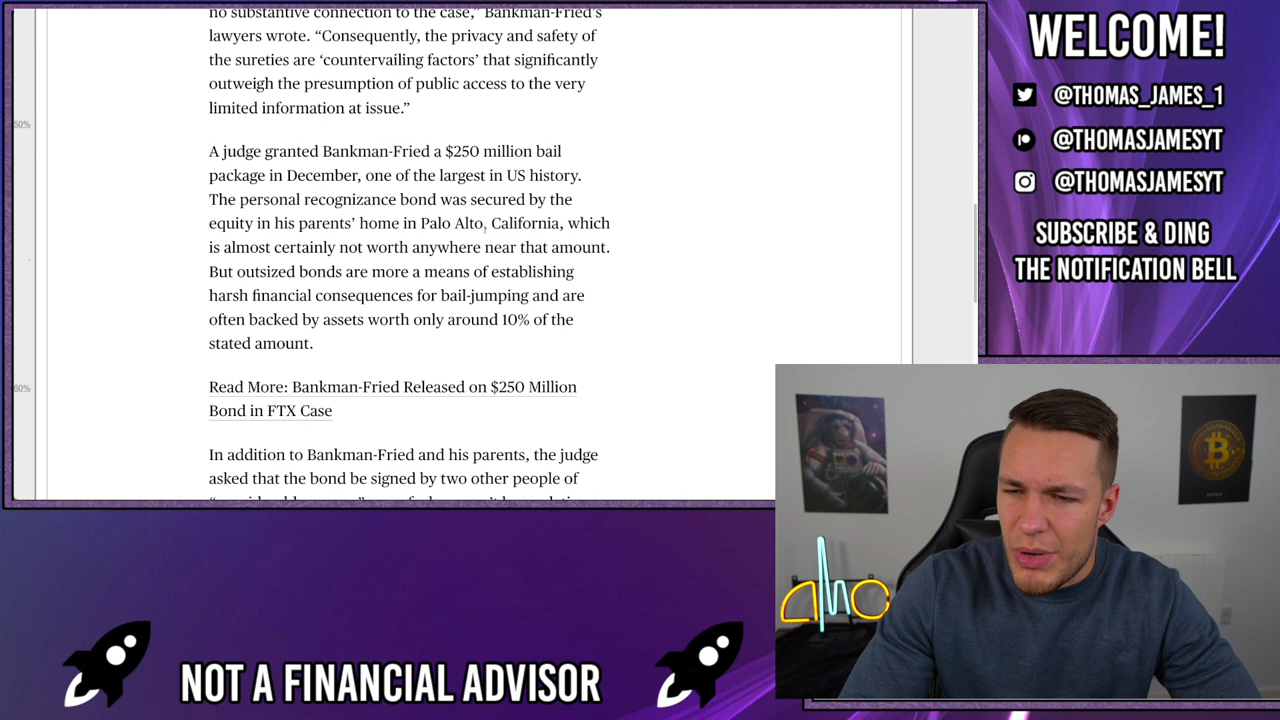 no substantive connection to the case,” Bankman-Fried’s
lawyers wrote. “Consequently, the privacy and safety of
the sureties are ‘countervailing factors’ that significantly
outweigh the presumption of public access to the very
limited information at issue.”
50%
A judge granted Bankman-Fried a $250 million bail
package in December, one of the largest in US history.
The personal recognizance bond was secured by the
equity in his parents’ home in Palo Alto, California, which
is almost certainly not worth anywhere near that amount.
But outsized bonds are more a means of establishing
harsh financial consequences for bail-jumping and are
often backed by assets worth only around 10% of the
stated amount.
60%
Read More: Bankman-Fried Released on $250 Million
Bond in FTX Case
In addition to Bankman-Fried and his parents, the judge
asked that the bond be signed by two other people of
WELCOME!
@THOMAS_JAMES_1
@THOMASJAMESYT
@THOMASJAMESYT
SUBSCRIBE & DING
THE NOTIFICATION BELL
NOT A FINANCIAL ADVISOR